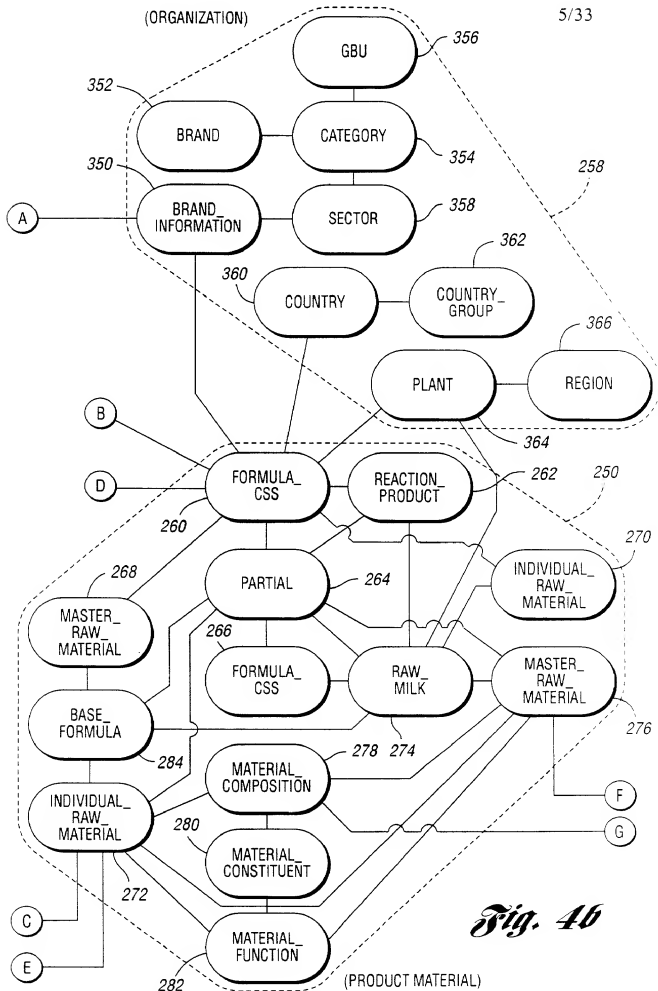 (ORGANIZATION)
5/33
GBU
356
352
BRAND
CATEGORY
354
350
258
A
BRAND_
INFORMATION
SECTOR
358
362
360
COUNTRY
COUNTRY_
GROUP
366
PLANT
REGION
364
B
FORMULA_
CSS
REACTION_
PRODUCT
262
250
D
260
270
268
PARTIAL
264
INDIVIDUAL_
RAW_
MATERIAL
MASTER_
RAW_
MATERIAL
266
FORMULA_
CSS
RAW_
MILK
MASTER_
RAW_
MATERIAL
BASE_
FORMULA
274
276
284
278
MATERIAL_
COMPOSITION
F
INDIVIDUAL_
RAW_
MATERIAL
280
G
272
MATERIAL_
CONSTITUENT
C
MATERIAL_
FUNCTION
Fig. 4b
E
282
(PRODUCT MATERIAL)